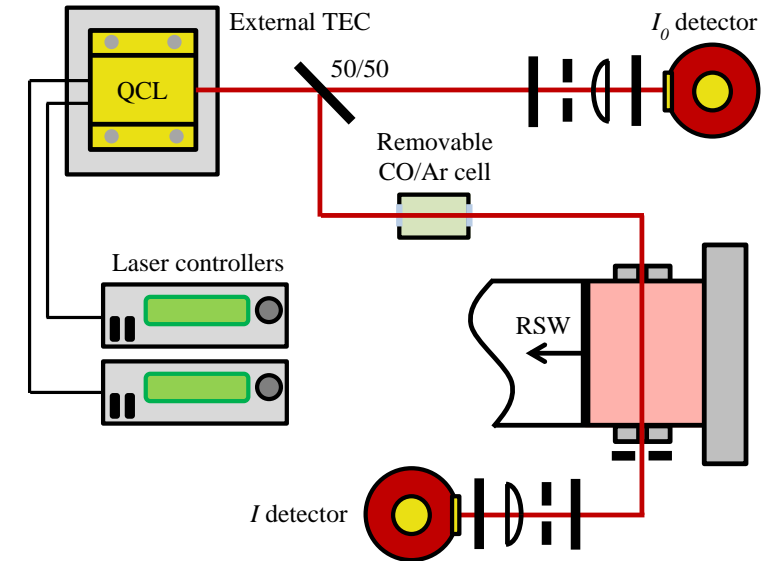 External TEC
I0 detector
QCL
50/50
Removable
CO/Ar cell
Laser controllers
RSW
I detector